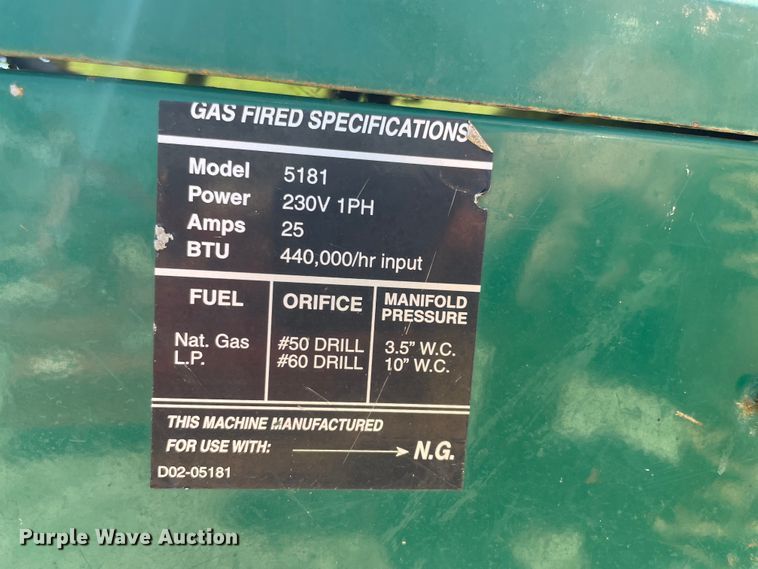 GAS FIRED SPECIFICATIONS
Model 5181
Power 230V 1PH
Amps 25
BTU 440,000/hr input
FUEL ORIFICE MANIFOLD PRESSURE
Nat. Gas #50 DRILL 3.5" W.C.
L.P. #60 DRILL 10" W.C.
THIS MACHINE MANUFACTURED
FOR USE WITH: N.G.
D02-05181
Purple Wave Auction